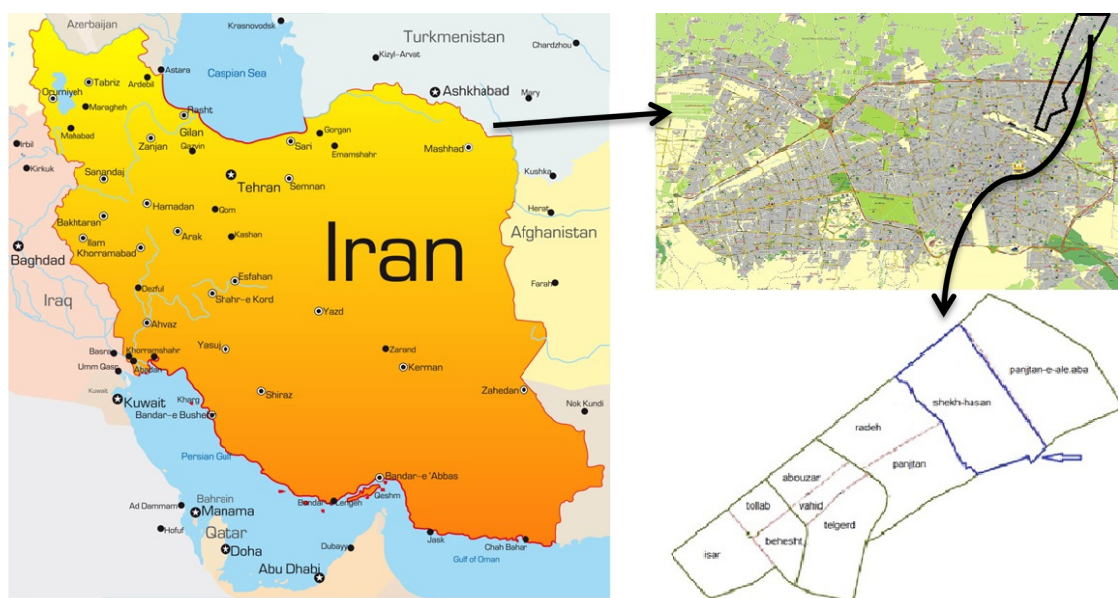 Azerbaijan
Krasnovodsk
Turkmenistan
Chardzhou
Kizyl-Arvat
Astara
Caspian Sea
Ardebil
Tabriz
Orumiyeh
Ashkhabad
Mary
Maragheh
Rasht
Mahabad
Gilan
Gorgan
Irbil
Zanjan
Qazvin
Sari
Emamshahr
Mashhad
Kirkuk
Sanandaj
Tehran
Semnan
Kushka
Hamadan
Qom
Herat
Bakhtaran
Arak
Kashan
Iran
Afghanistan
Ilam
Khorramabad
Baghdad
Esfahan
Dezful
Shahr-e Kord
Farah
Iraq
Yazd
Ahvaz
Basra
Khorramshahr
Yasuj
Zarand
Abadan
Umm Qasr
Kerman
Kuwait
Shiraz
Zahedan
Kuwait
Kharg
Bandar-e Busheh
Nok Kundi
Persian Gulf
Bandar-e 'Abbas
Bahrain
Qeshm
Ad Dammam
Manama
Bandar-e Lengeh
Hofuf
Qatar
Doha
Dubayy
Jask
Chah Bahar
Abu Dhabi
Gulf of Oman
panjtan-e-ale.aba
shekh-hasan
radeh
panjtan
abouzar
tollab
vahid
telgerd
behesht
isar